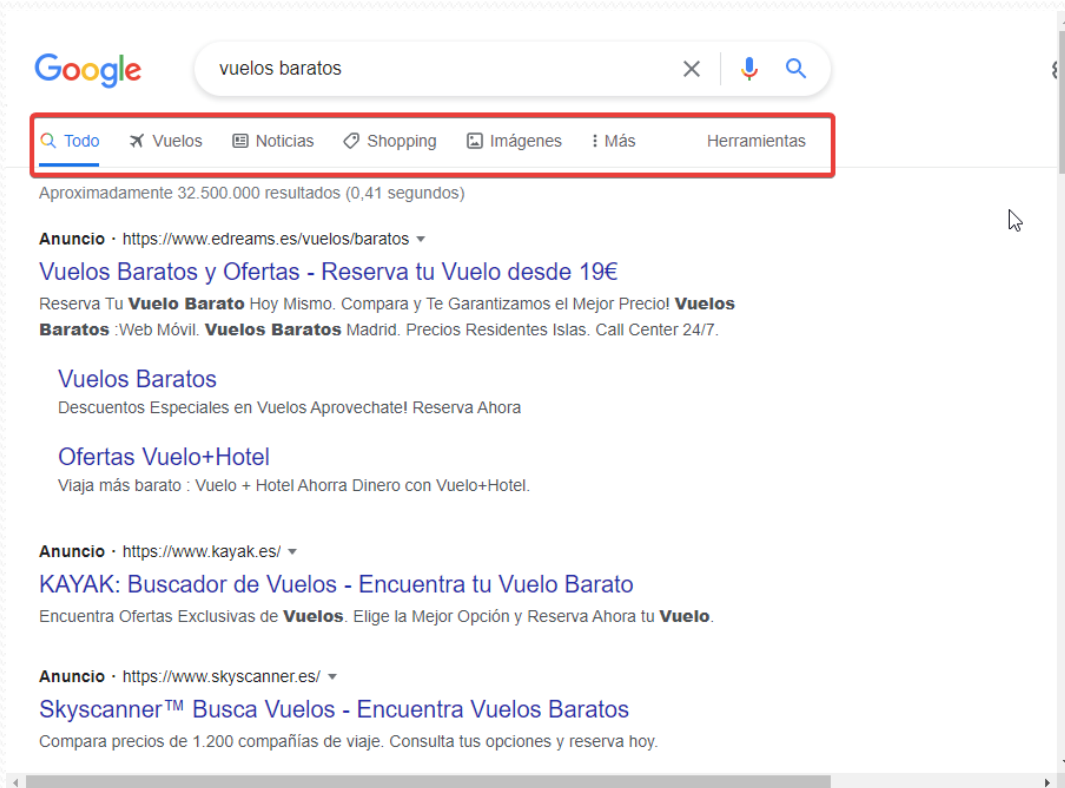 Google vuelos baratos
Todo Vuelos Noticias Shopping Imágenes Más Herramientas
Aproximadamente 32.500.000 resultados (0,41 segundos)
Anuncio · https://www.edreams.es/vuelos/baratos
Vuelos Baratos y Ofertas - Reserva tu Vuelo desde 19€
Reserva Tu Vuelo Barato Hoy Mismo. Compara y Te Garantizamos el Mejor Precio! Vuelos
Baratos :Web Móvil. Vuelos Baratos Madrid. Precios Residentes Islas. Call Center 24/7.
Vuelos Baratos
Descuentos Especiales en Vuelos Aprovechate! Reserva Ahora
Ofertas Vuelo+Hotel
Viaja más barato : Vuelo + Hotel Ahorra Dinero con Vuelo+Hotel.
Anuncio · https://www.kayak.es/
KAYAK: Buscador de Vuelos - Encuentra tu Vuelo Barato
Encuentra Ofertas Exclusivas de Vuelos. Elige la Mejor Opción y Reserva Ahora tu Vuelo.
Anuncio · https://www.skyscanner.es/
Skyscanner™ Busca Vuelos - Encuentra Vuelos Baratos
Compara precios de 1.200 compañías de viaje. Consulta tus opciones y reserva hoy.